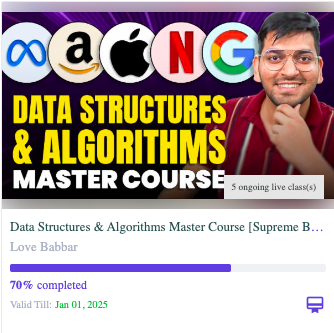 DATA STRUCTURES
& ALGORITHMS
MASTER COURSE
5 ongoing live class(s)
Data Structures & Algorithms Master Course [Supreme B...
Love Babbar
70% completed
Valid Till: Jan 01, 2025